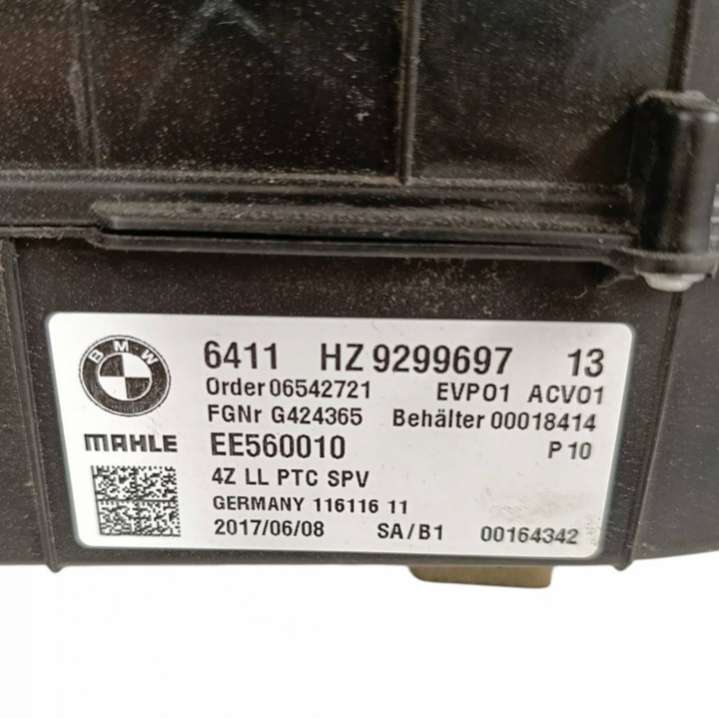 BMW
6411 HZ 9299697 13
Order 06542721 EVP01 ACV01
FGNr G424365 Behälter 00018414
MAHLE EE560010 P 10
4Z LL PTC SPV
GERMANY 116116 11
2017/06/08 SA/B1 00164342